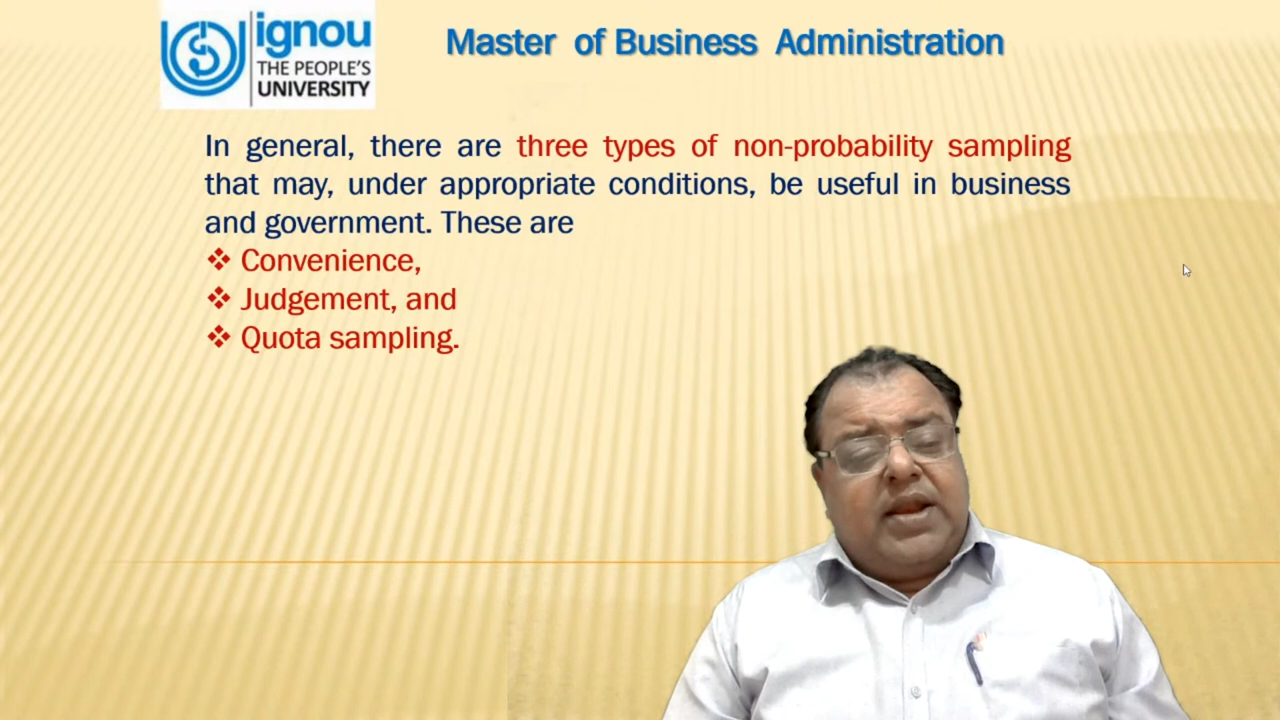 ignou
THE PEOPLE'S
UNIVERSITY
Master of Business Administration
In general, there are three types of non-probability sampling
that may, under appropriate conditions, be useful in business
and government. These are
❖ Convenience,
❖ Judgement, and
❖ Quota sampling.